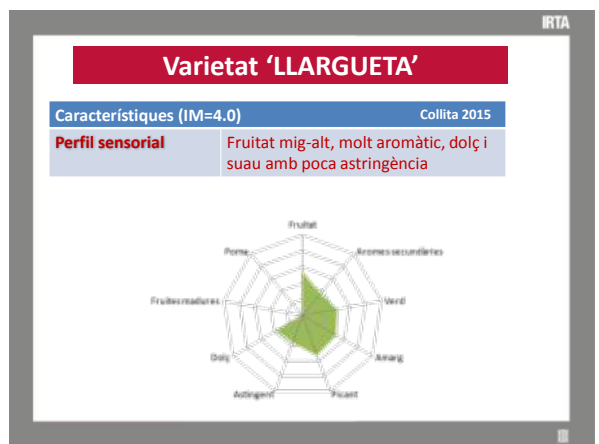 IRTA
Varietat ‘LLARGUETA’
Característiques (IM=4.0) Collita 2015
Perfil sensorial Fruitat mig-alt, molt aromàtic, dolç i
suau amb poca astringència
Fruitat
Poma Aromes secundàries
Fruites madures Verd
Dolç Amarg
Astingent Picant